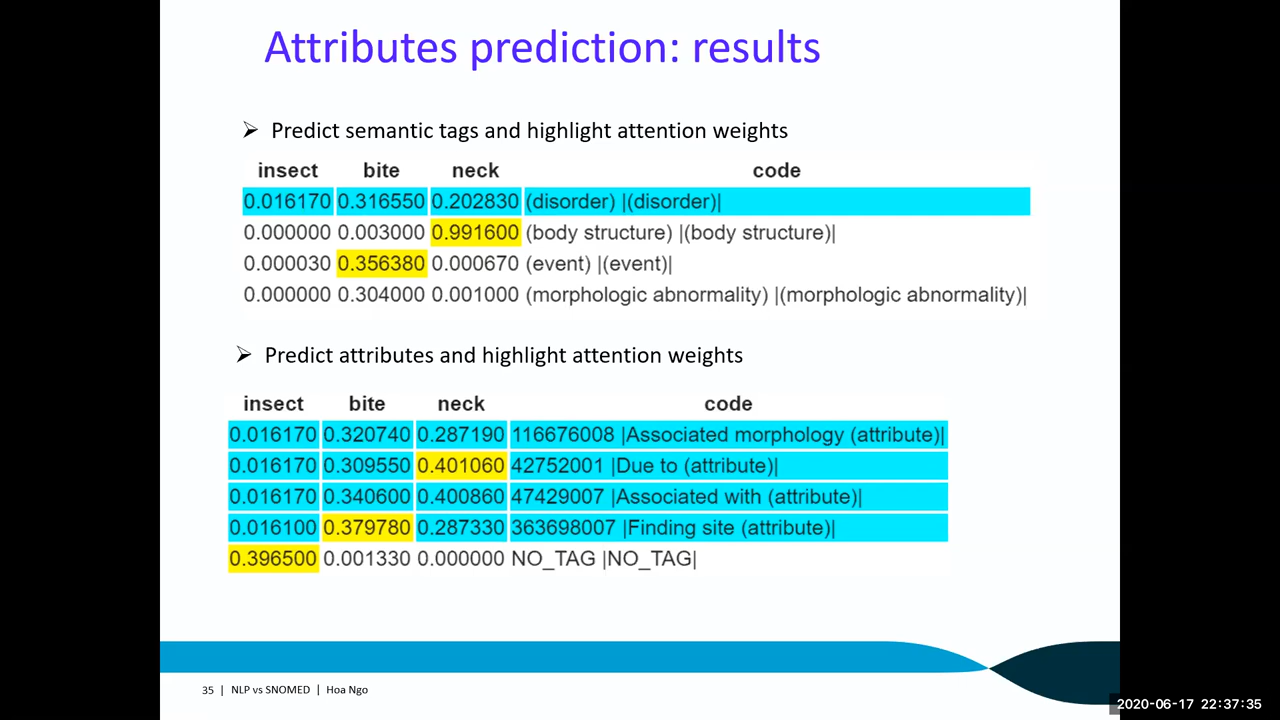 Attributes prediction: results
➢ Predict semantic tags and highlight attention weights
insect bite neck code
0.016170 0.316550 0.202830 (disorder) |(disorder)|
0.000000 0.003000 0.991600 (body structure) |(body structure)|
0.000030 0.356380 0.000670 (event) |(event)|
0.000000 0.304000 0.001000 (morphologic abnormality) |(morphologic abnormality)|
➢ Predict attributes and highlight attention weights
insect bite neck code
0.016170 0.320740 0.287190 116676008 |Associated morphology (attribute)|
0.016170 0.309550 0.401060 42752001 |Due to (attribute)|
0.016170 0.340600 0.400860 47429007 |Associated with (attribute)|
0.016100 0.379780 0.287330 363698007 |Finding site (attribute)|
0.396500 0.001330 0.000000 NO_TAG |NO_TAG|
35 | NLP vs SNOMED | Hoa Ngo
2020-06-17 22:37:35